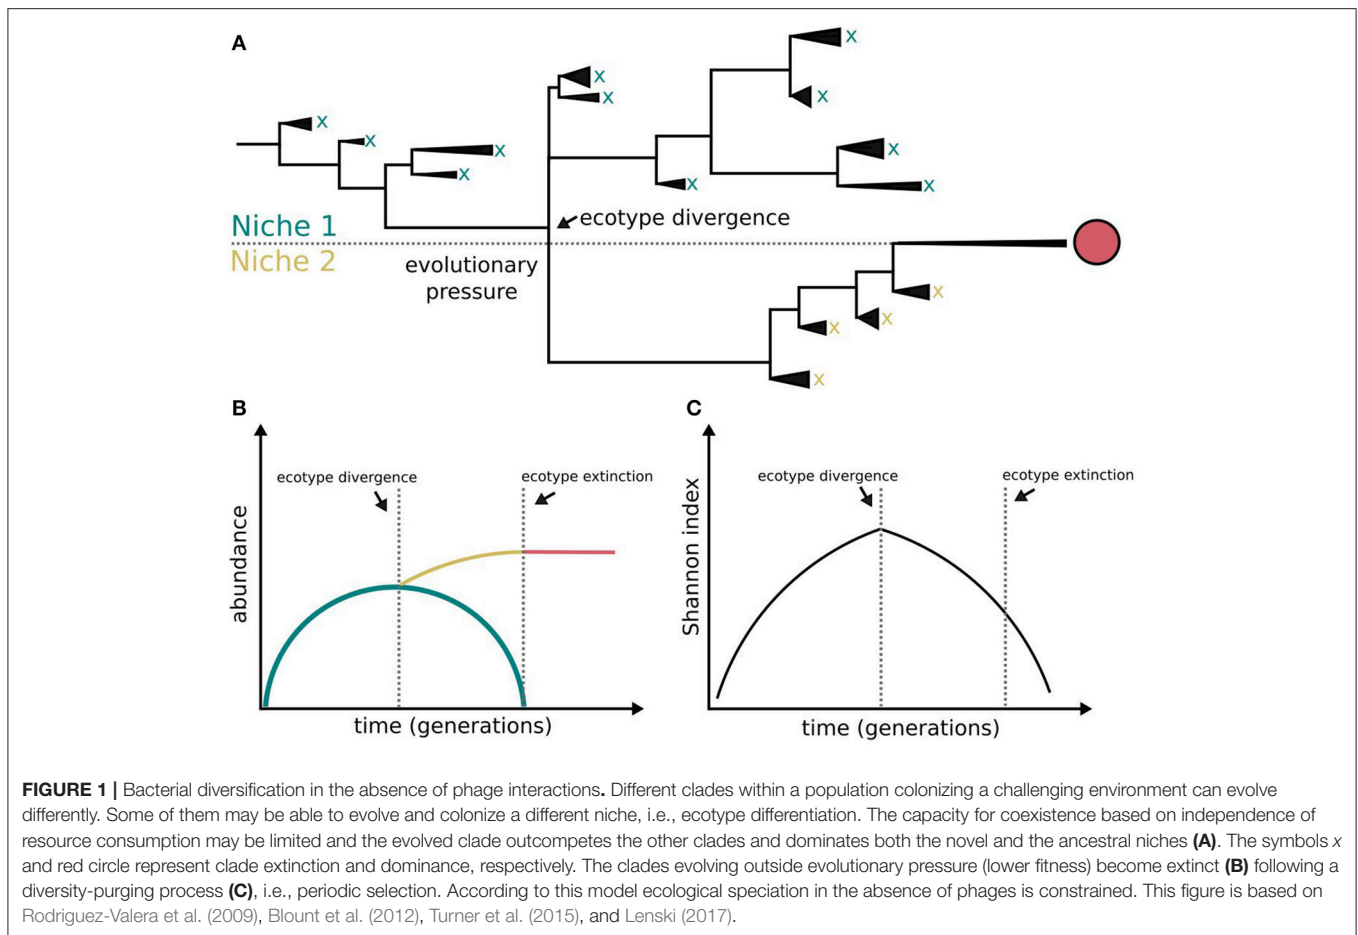 A
x
x
x
x
x
x
x
x
x
x
x
x
Niche 1
ecotype divergence
Niche 2
evolutionary
pressure
x
x
x
x
B
ecotype divergence
ecotype extinction
abundance
time (generations)
C
ecotype divergence
ecotype extinction
Shannon index
time (generations)
FIGURE 1 | Bacterial diversification in the absence of phage interactions. Different clades within a population colonizing a challenging environment can evolve
differently. Some of them may be able to evolve and colonize a different niche, i.e., ecotype differentiation. The capacity for coexistence based on independence of
resource consumption may be limited and the evolved clade outcompetes the other clades and dominates both the novel and the ancestral niches (A). The symbols x
and red circle represent clade extinction and dominance, respectively. The clades evolving outside evolutionary pressure (lower fitness) become extinct (B) following a
diversity-purging process (C), i.e., periodic selection. According to this model ecological speciation in the absence of phages is constrained. This figure is based on
Rodriguez-Valera et al. (2009), Blount et al. (2012), Turner et al. (2015), and Lenski (2017).